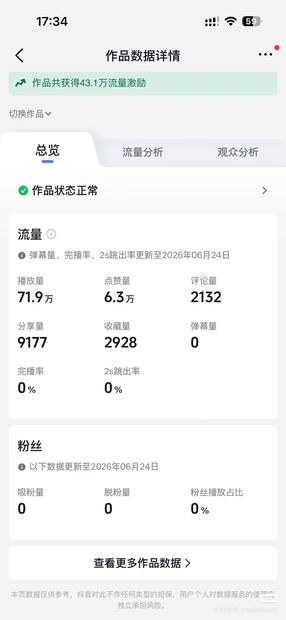 17:34
59
作品数据详情
作品共获得43.1万流量激励
切换作品
总览 流量分析 观众分析
作品状态正常
流量
弹幕量、完播率、2s跳出率更新至2026年06月24日
播放量 点赞量 评论量
71.9万 6.3万 2132
分享量 收藏量 弹幕量
9177 2928 0
完播率 2s跳出率
0% 0%
粉丝
以下数据更新至2026年06月24日
吸粉量 脱粉量 粉丝播放占比
0 0 0%
查看更多作品数据
本页数据仅供参考，抖音对此不作任何类型的担保，用户个人对数据服务的使用应
独立承担风险。